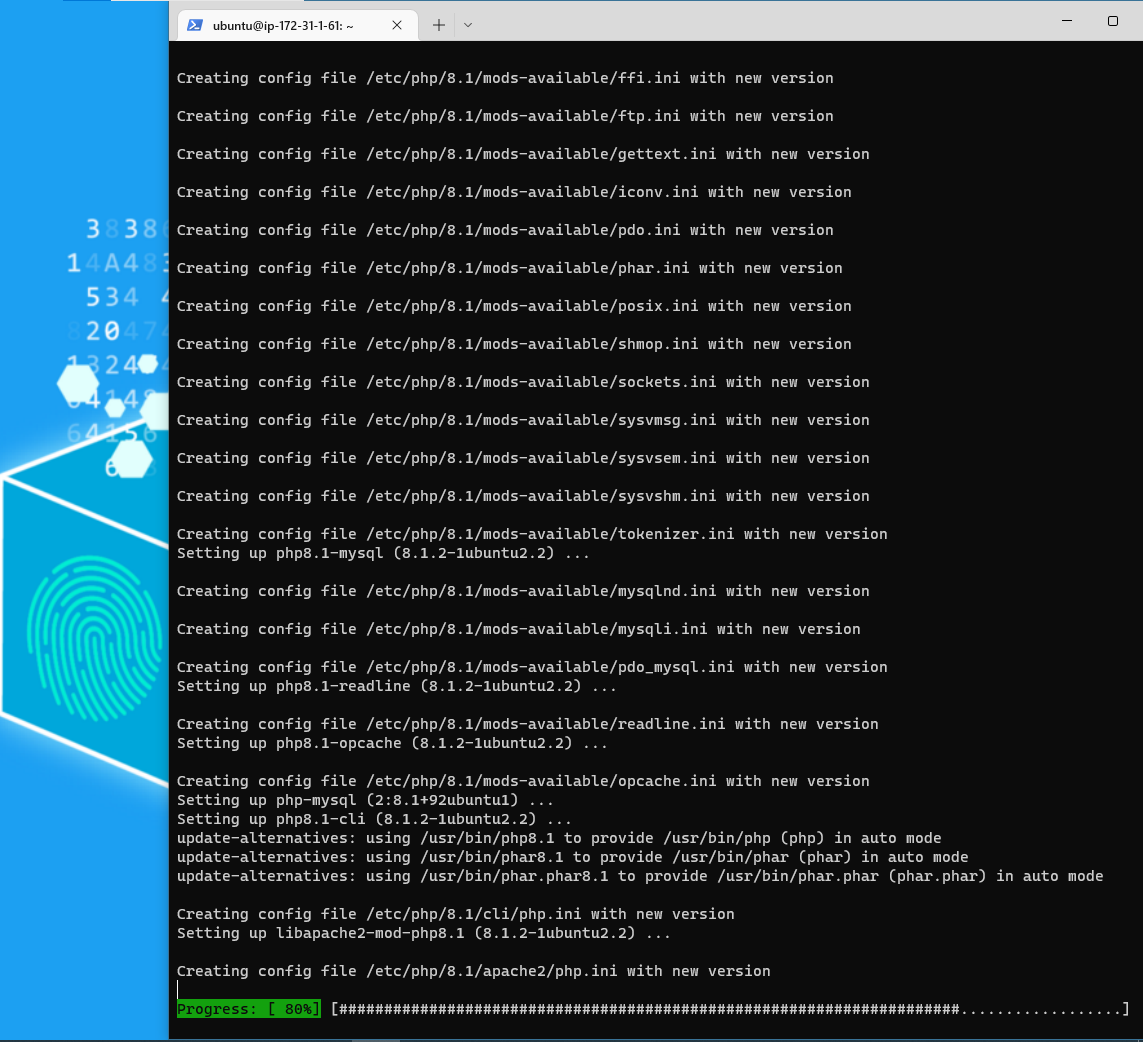 ubuntu@ip-172-31-1-61: ~
Creating config file /etc/php/8.1/mods-available/ffi.ini with new version
Creating config file /etc/php/8.1/mods-available/ftp.ini with new version
Creating config file /etc/php/8.1/mods-available/gettext.ini with new version
Creating config file /etc/php/8.1/mods-available/iconv.ini with new version
Creating config file /etc/php/8.1/mods-available/pdo.ini with new version
Creating config file /etc/php/8.1/mods-available/phar.ini with new version
Creating config file /etc/php/8.1/mods-available/posix.ini with new version
Creating config file /etc/php/8.1/mods-available/shmop.ini with new version
Creating config file /etc/php/8.1/mods-available/sockets.ini with new version
Creating config file /etc/php/8.1/mods-available/sysvmsg.ini with new version
Creating config file /etc/php/8.1/mods-available/sysvsem.ini with new version
Creating config file /etc/php/8.1/mods-available/sysvshm.ini with new version
Creating config file /etc/php/8.1/mods-available/tokenizer.ini with new version
Setting up php8.1-mysql (8.1.2-1ubuntu2.2) ...
Creating config file /etc/php/8.1/mods-available/mysqlnd.ini with new version
Creating config file /etc/php/8.1/mods-available/mysqli.ini with new version
Creating config file /etc/php/8.1/mods-available/pdo_mysql.ini with new version
Setting up php8.1-readline (8.1.2-1ubuntu2.2) ...
Creating config file /etc/php/8.1/mods-available/readline.ini with new version
Setting up php8.1-opcache (8.1.2-1ubuntu2.2) ...
Creating config file /etc/php/8.1/mods-available/opcache.ini with new version
Setting up php-mysql (2:8.1+92ubuntu1) ...
Setting up php8.1-cli (8.1.2-1ubuntu2.2) ...
update-alternatives: using /usr/bin/php8.1 to provide /usr/bin/php (php) in auto mode
update-alternatives: using /usr/bin/phar8.1 to provide /usr/bin/phar (phar) in auto mode
update-alternatives: using /usr/bin/phar.phar8.1 to provide /usr/bin/phar.phar (phar.phar) in auto mode
Creating config file /etc/php/8.1/cli/php.ini with new version
Setting up libapache2-mod-php8.1 (8.1.2-1ubuntu2.2) ...
Creating config file /etc/php/8.1/apache2/php.ini with new version
Progress: [ 80%] [#####################################################################..................]
3838
14A48
534
820474